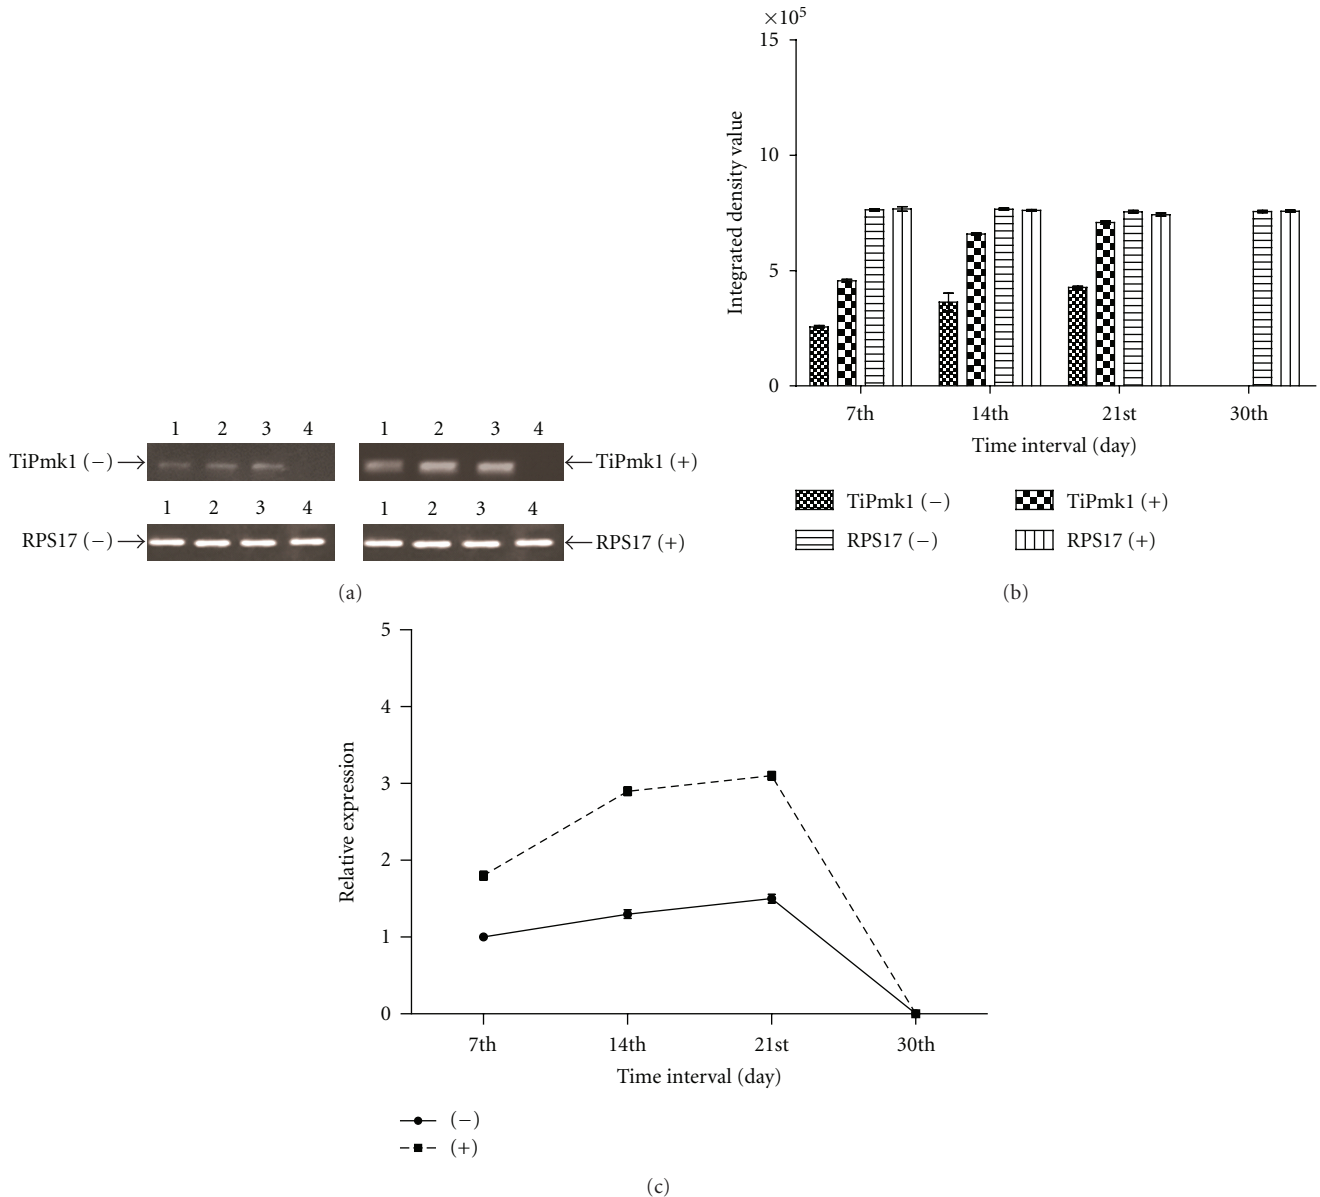 1 2 3 4
1 2 3 4
TiPmk1 (−)
TiPmk1 (+)
1 2 3 4
1 2 3 4
RPS17 (−)
RPS17 (+)
(a)
×10⁵
15
10
5
0
Integrated density value
7th 14th 21st 30th
Time interval (day)
TiPmk1 (−)
TiPmk1 (+)
RPS17 (−)
RPS17 (+)
(b)
5
4
3
2
1
0
Relative expression
7th 14th 21st 30th
Time interval (day)
(−)
(+)
(c)